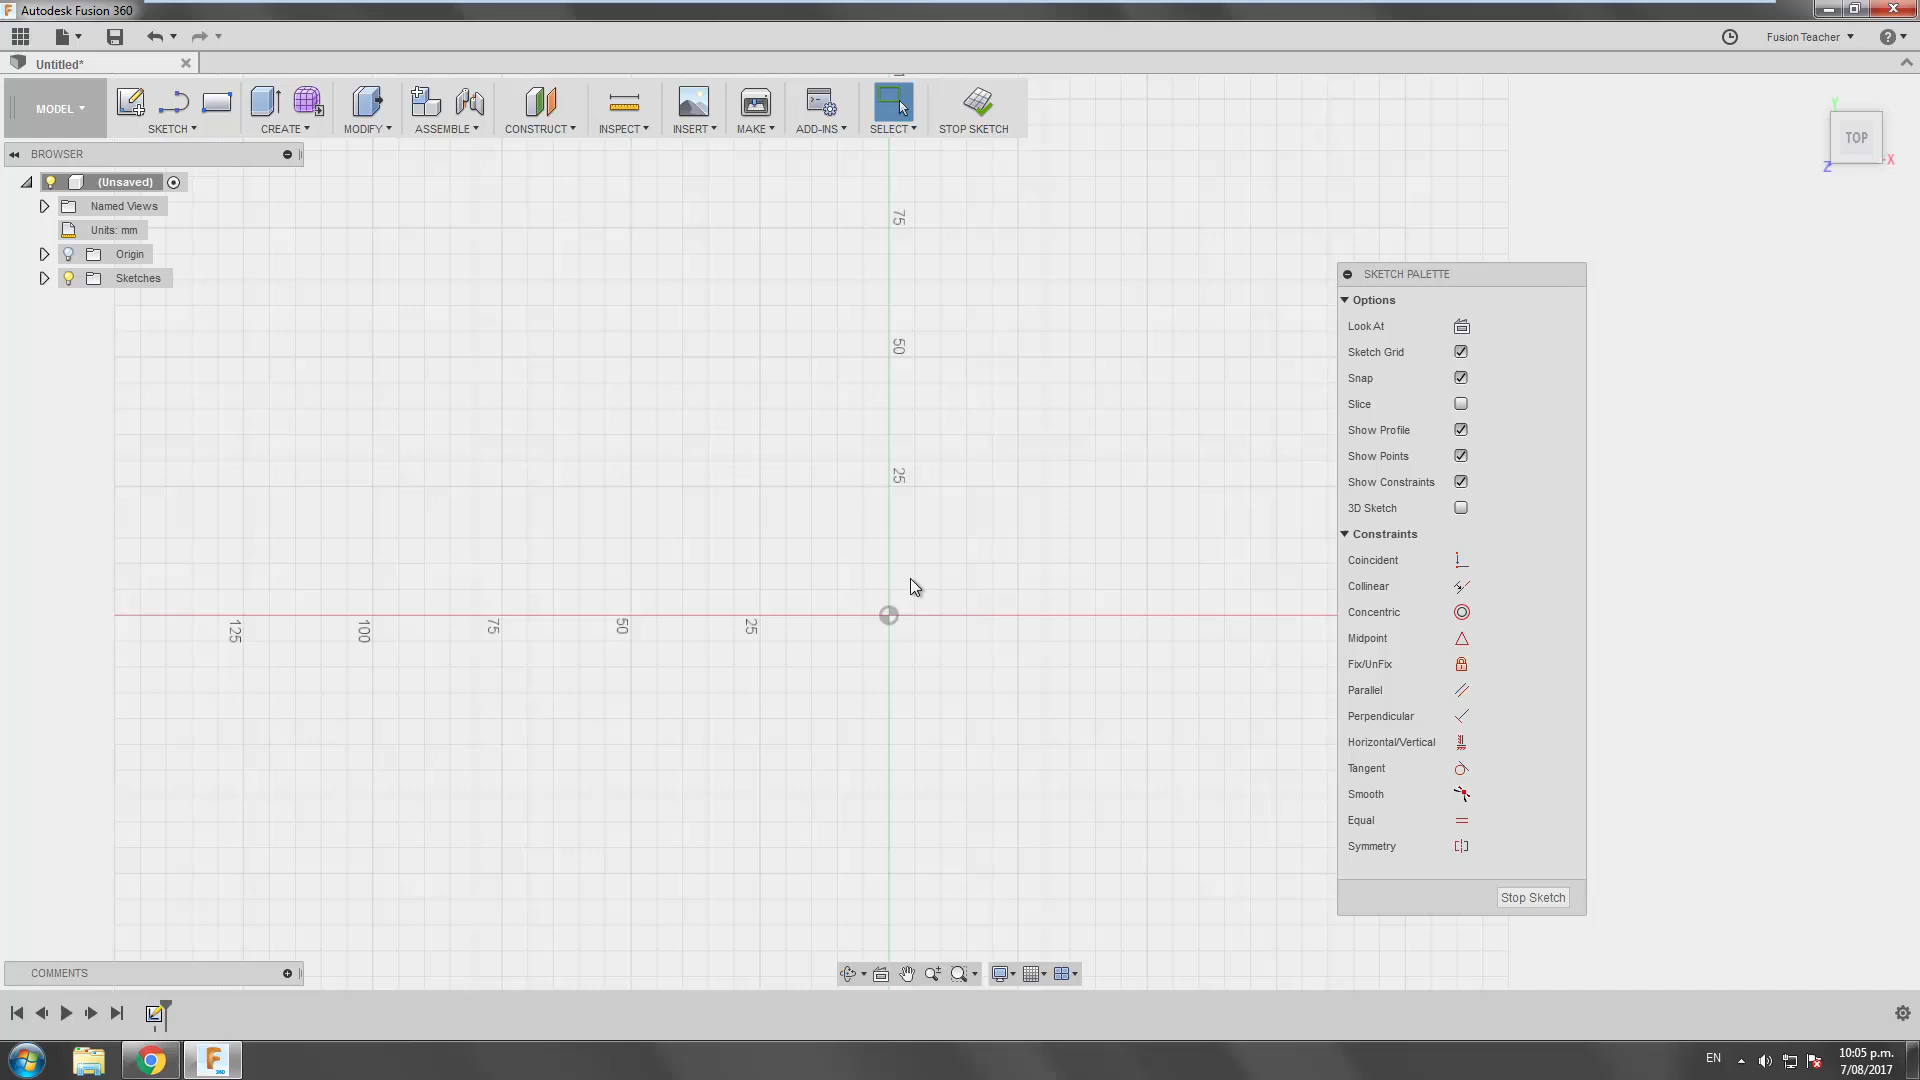 Autodesk Fusion 360
Fusion Teacher
Untitled*
MODEL
SKETCH
CREATE
MODIFY
ASSEMBLE
CONSTRUCT
INSPECT
INSERT
MAKE
ADD-INS
SELECT
STOP SKETCH
BROWSER
(Unsaved)
Named Views
Units: mm
Origin
Sketches
Y
TOP
X
Z
75
50
25
125
100
75
50
25
SKETCH PALETTE
Options
Look At
Sketch Grid
Snap
Slice
Show Profile
Show Points
Show Constraints
3D Sketch
Constraints
Coincident
Collinear
Concentric
Midpoint
Fix/UnFix
Parallel
Perpendicular
Horizontal/Vertical
Tangent
Smooth
Equal
Symmetry
Stop Sketch
COMMENTS
EN
10:05 p.m.
7/08/2017